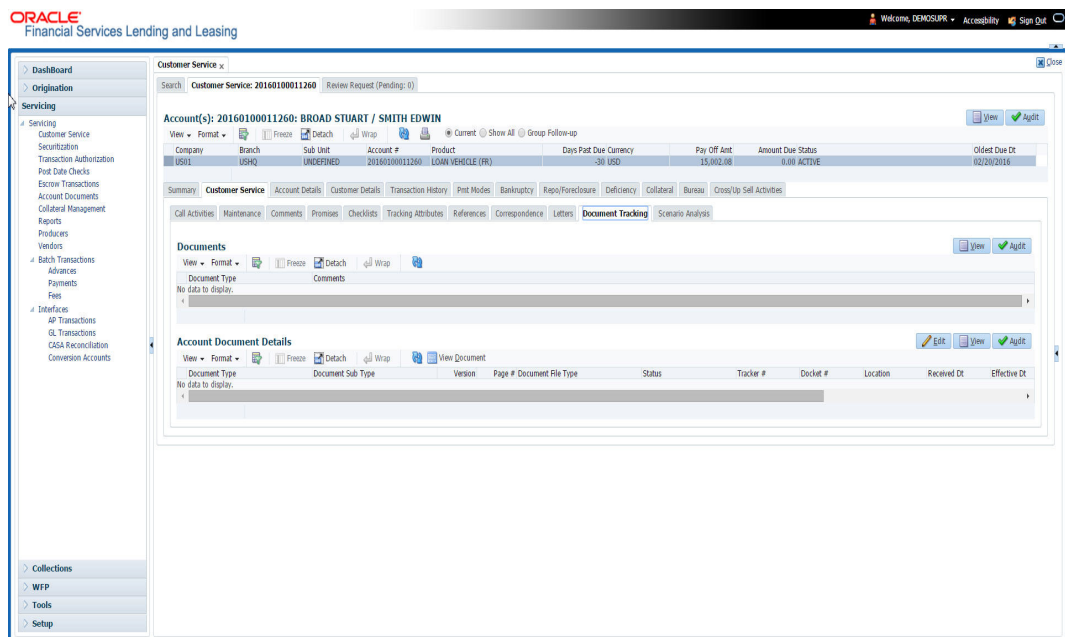 ORACLE
Financial Services Lending and Leasing
Welcome, DEMOSUPR Accessibility Sign Out
DashBoard
Origination
Servicing
Servicing
Customer Service
Securitization
Transaction Authorization
Post Date Checks
Escrow Transactions
Account Documents
Collateral Management
Reports
Producers
Vendors
Batch Transactions
Advances
Payments
Fees
Interfaces
AP Transactions
GL Transactions
CASA Reconciliation
Conversion Accounts
Collections
WFP
Tools
Setup
Customer Service x
Close
Search Customer Service: 20160100011260 Review Request (Pending: 0)
Account(s): 20160100011260: BROAD STUART / SMITH EDWIN
View Audit
View Format Freeze Detach Wrap Current Show All Group Follow-up
Company Branch Sub Unit Account # Product Days Past Due Currency Pay Off Amt Amount Due Status Oldest Due Dt
US01 USHQ UNDEFINED 20160100011260 LOAN VEHICLE (FR) -30 USD 15,002.08 0.00 ACTIVE 02/20/2016
Summary Customer Service Account Details Customer Details Transaction History Pmt Modes Bankruptcy Repo/Foreclosure Deficiency Collateral Bureau Cross/Up Sell Activities
Call Activities Maintenance Comments Promises Checklists Tracking Attributes References Correspondence Letters Document Tracking Scenario Analysis
Documents
View Audit
View Format Freeze Detach Wrap
Document Type Comments
No data to display.
Account Document Details
Edit View Audit
View Format Freeze Detach Wrap View Document
Document Type Document Sub Type Version Page # Document File Type Status Tracker # Docket # Location Received Dt Effective Dt
No data to display.